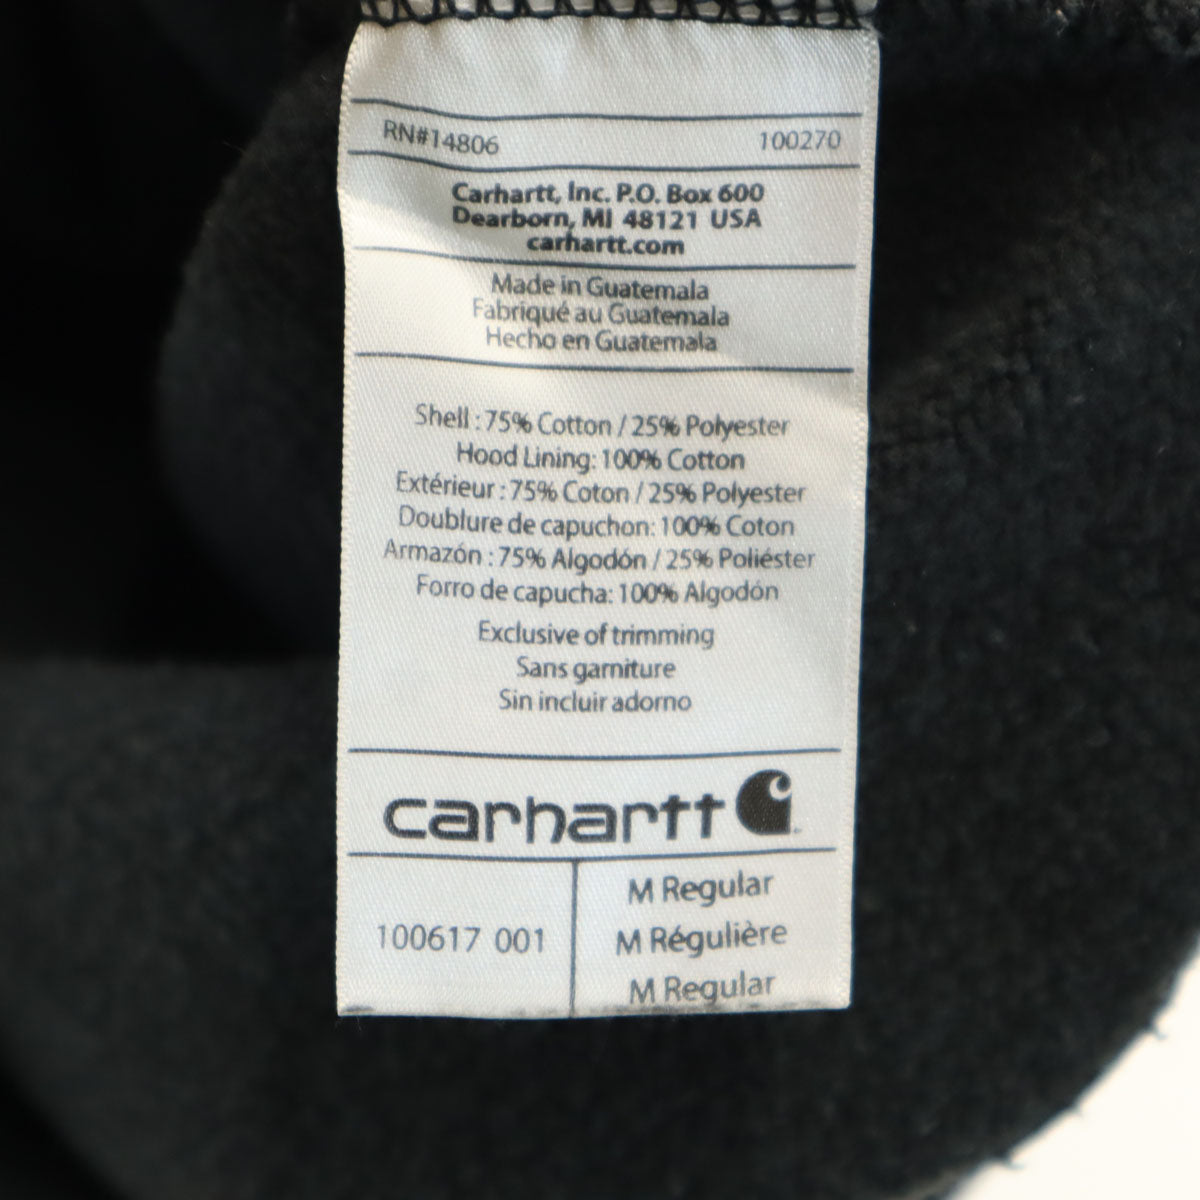 RN#14806 100270
Carhartt, Inc. P.O. Box 600
Dearborn, MI 48121 USA
carhartt.com
Made in Guatemala
Fabriqué au Guatemala
Hecho en Guatemala
Shell : 75% Cotton / 25% Polyester
Hood Lining: 100% Cotton
Extérieur : 75% Coton / 25% Polyester
Doublure de capuchon: 100% Coton
Armazón : 75% Algodón / 25% Poliéster
Forro de capucha: 100% Algodón
Exclusive of trimming
Sans garniture
Sin incluir adorno
carhartt
100617 001
M Regular
M Régulière
M Regular